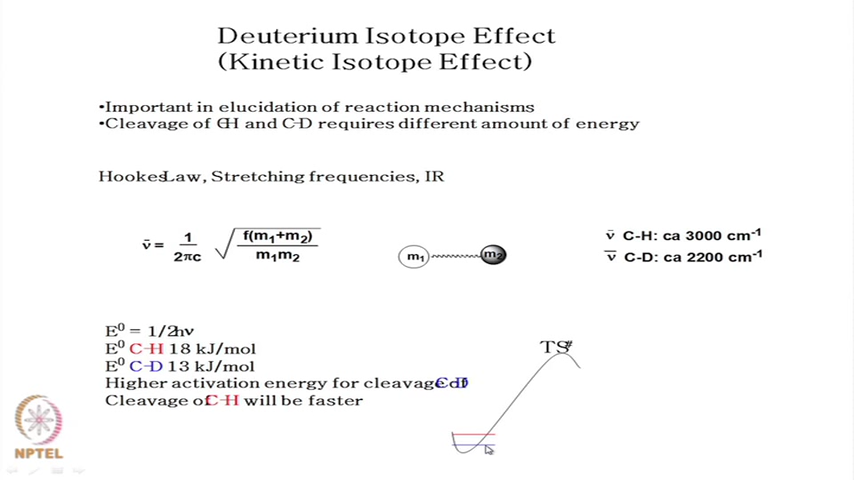 Deuterium Isotope Effect
(Kinetic Isotope Effect)
•Important in elucidation of reaction mechanisms
•Cleavage of C-H and C-D requires different amount of energy
Hookes Law, Stretching frequencies, IR
ν̄ = 1/2πc √f(m₁+m₂)/m₁m₂
m₁ m₂
ν̄ C-H: ca 3000 cm⁻¹
ν̄ C-D: ca 2200 cm⁻¹
E⁰ = 1/2hν
E⁰ C-H 18 kJ/mol
E⁰ C-D 13 kJ/mol
Higher activation energy for cleavage of C-D
Cleavage of C-H will be faster
TS#
NPTEL